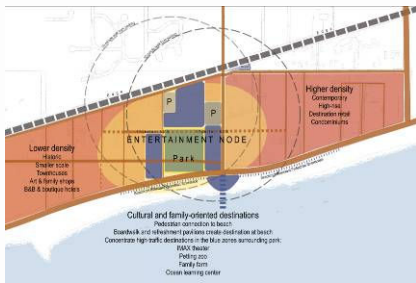 P
P
Higher density
Contemporary
High-rise
Destination retail
Condominiums
ENTERTAINMENT NODE
Lower density
Historic
Smaller scale
Townhouses
Art & family shops
B&B & boutique hotels
Park
Cultural and family-oriented destinations
Pedestrian connection to beach
Boardwalk and refreshment pavilions create destination at beach
Concentrate high-traffic destinations in the blue zones surrounding park:
IMAX theater
Petting zoo
Family farm
Ocean learning center